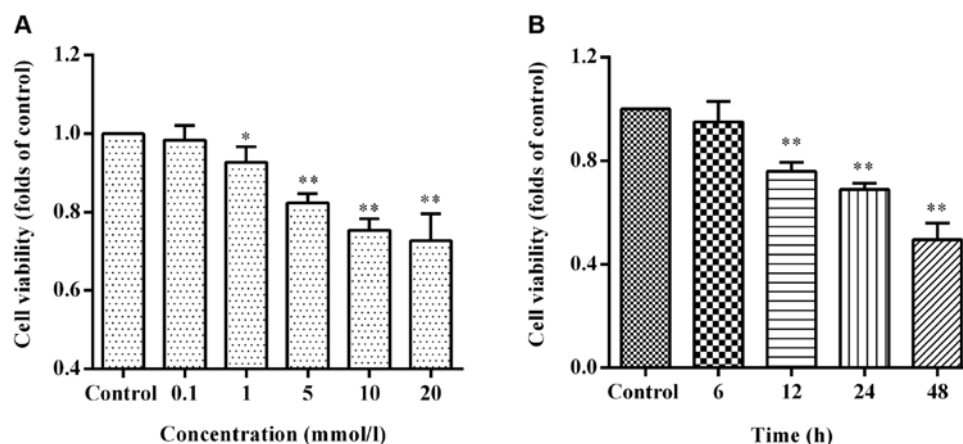 A
Cell viability (folds of control)
1.2
1.0
0.8
0.6
0.4
*
**
**
**
Control 0.1 1 5 10 20
Concentration (mmol/l)
B
Cell viability (folds of control)
1.2
0.8
0.4
0.0
**
**
**
Control 6 12 24 48
Time (h)